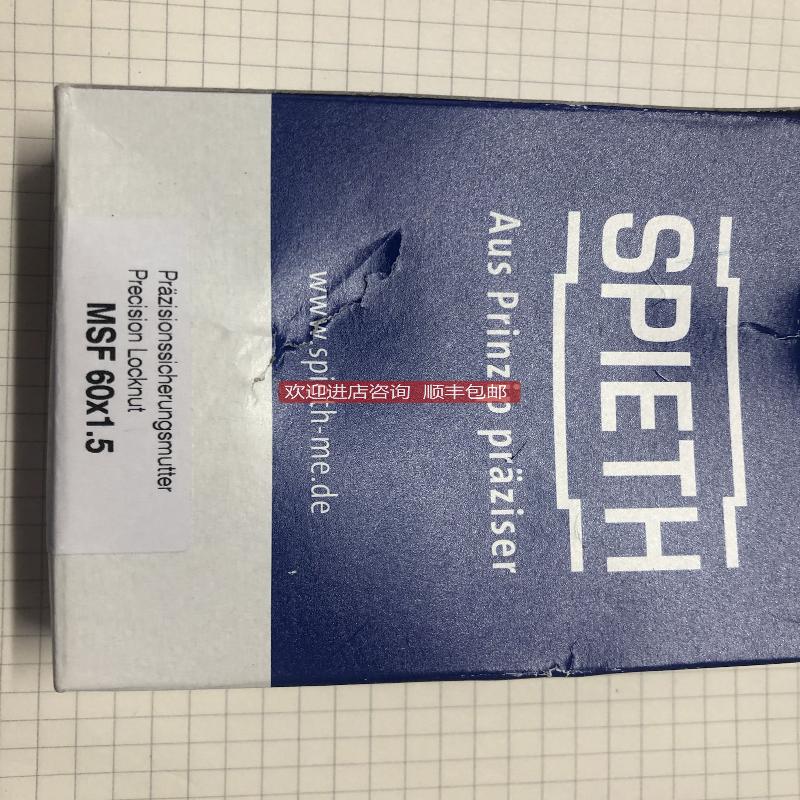 SPIETH
Aus Prinzip präziser
www.spieth-me.de
Präzisionssicherungsmutter
Precision Locknut
MSF 60x1.5
欢迎进店咨询 顺丰包邮